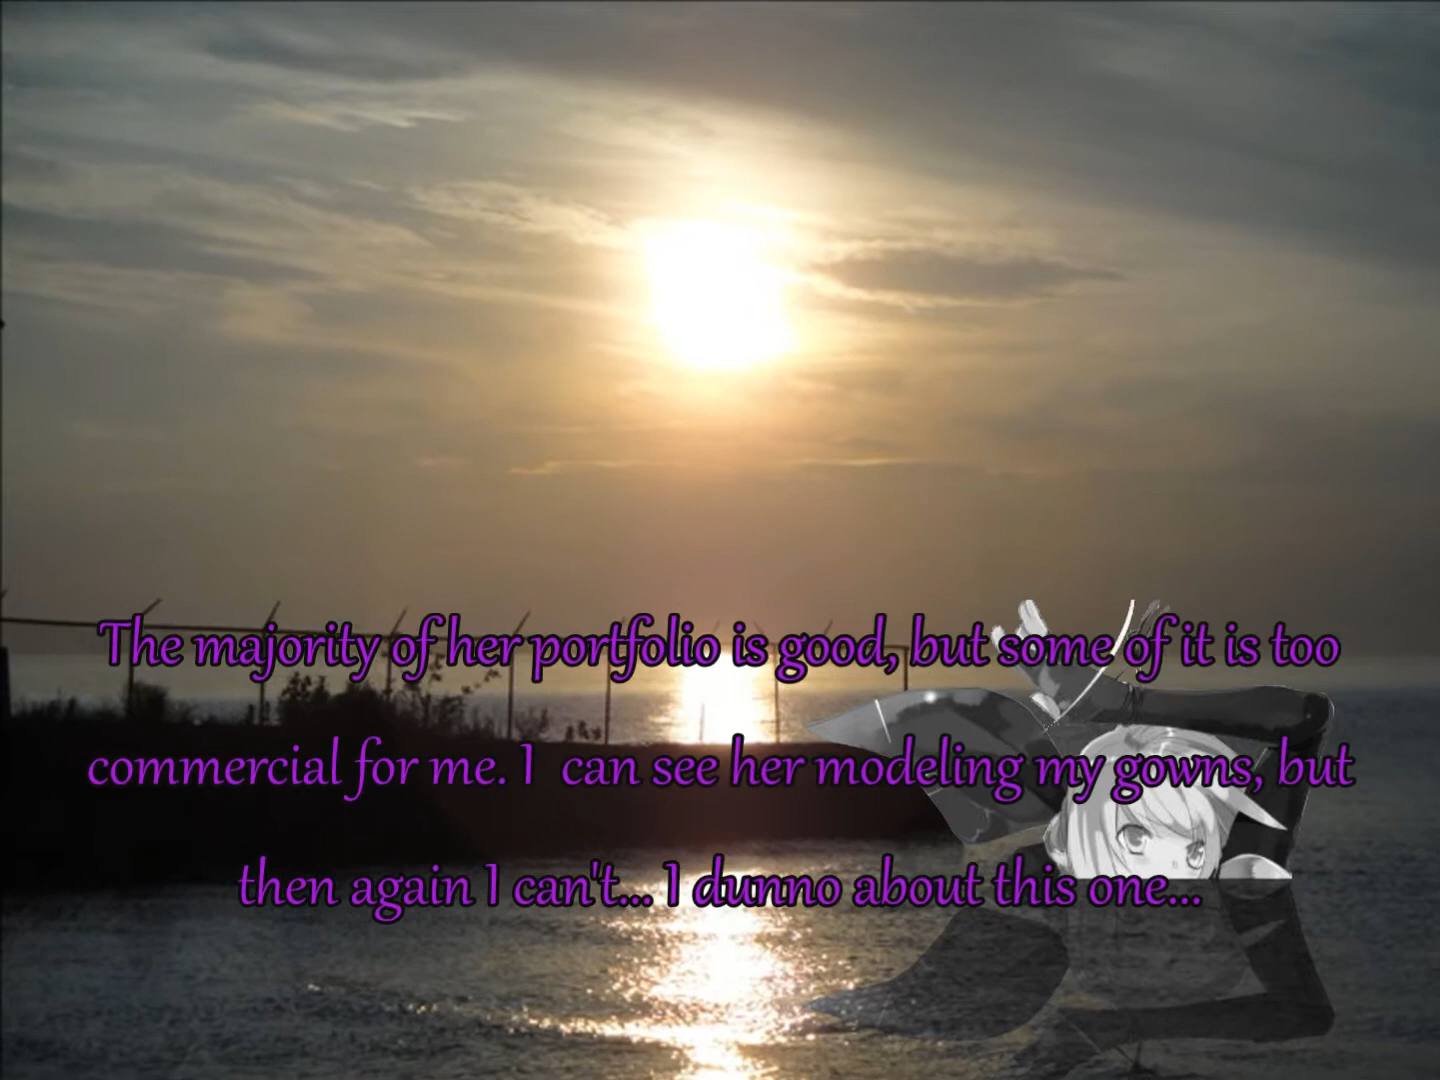 The majority of her portfolio is good, but some of it is too
commercial for me. I  can see her modeling my gowns, but
then again I can't... I dunno about this one...